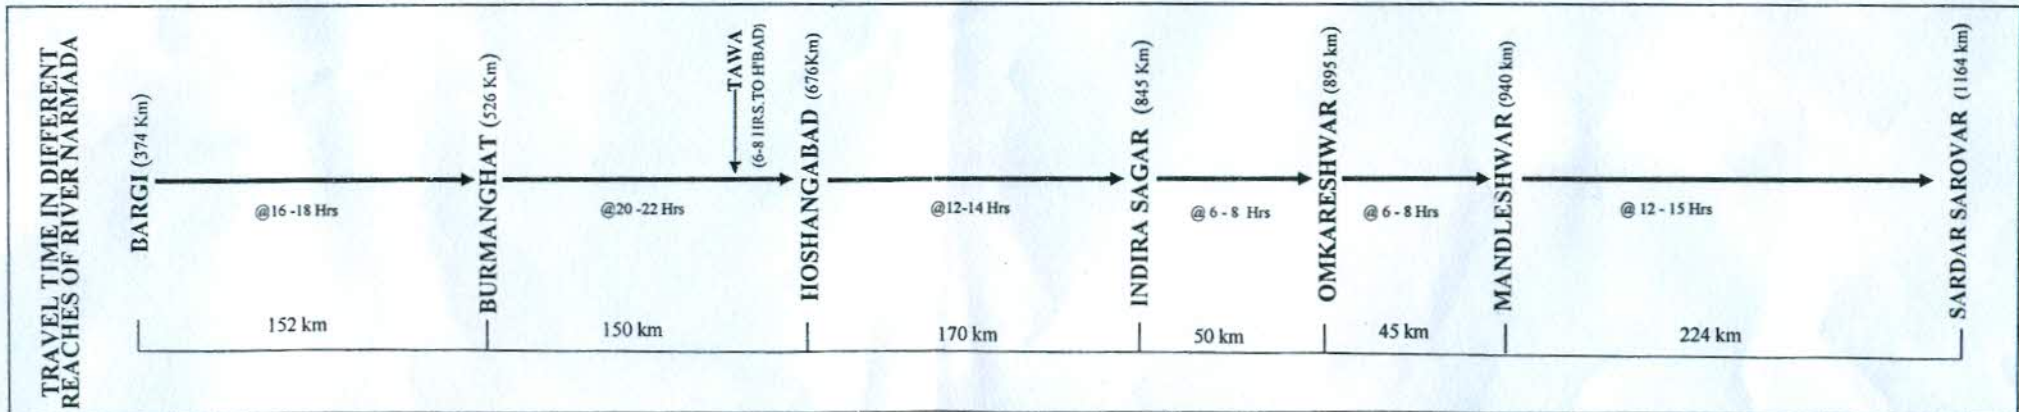 TRAVEL TIME IN DIFFERENT
REACHES OF RIVER NARMADA
BARGI (374 Km)
@16 -18 Hrs
BURMANGHAT (526 Km)
@20 -22 Hrs
TAWA
(6-8 HRS. TO H'BAD)
HOSHANGABAD (676Km)
@12-14 Hrs
INDIRA SAGAR (845 Km)
@ 6 - 8 Hrs
OMKARESHWAR (895 km)
@ 6 - 8 Hrs
MANDLESHWAR (940 km)
@ 12 - 15 Hrs
SARDAR SAROVAR (1164 km)
152 km
150 km
170 km
50 km
45 km
224 km